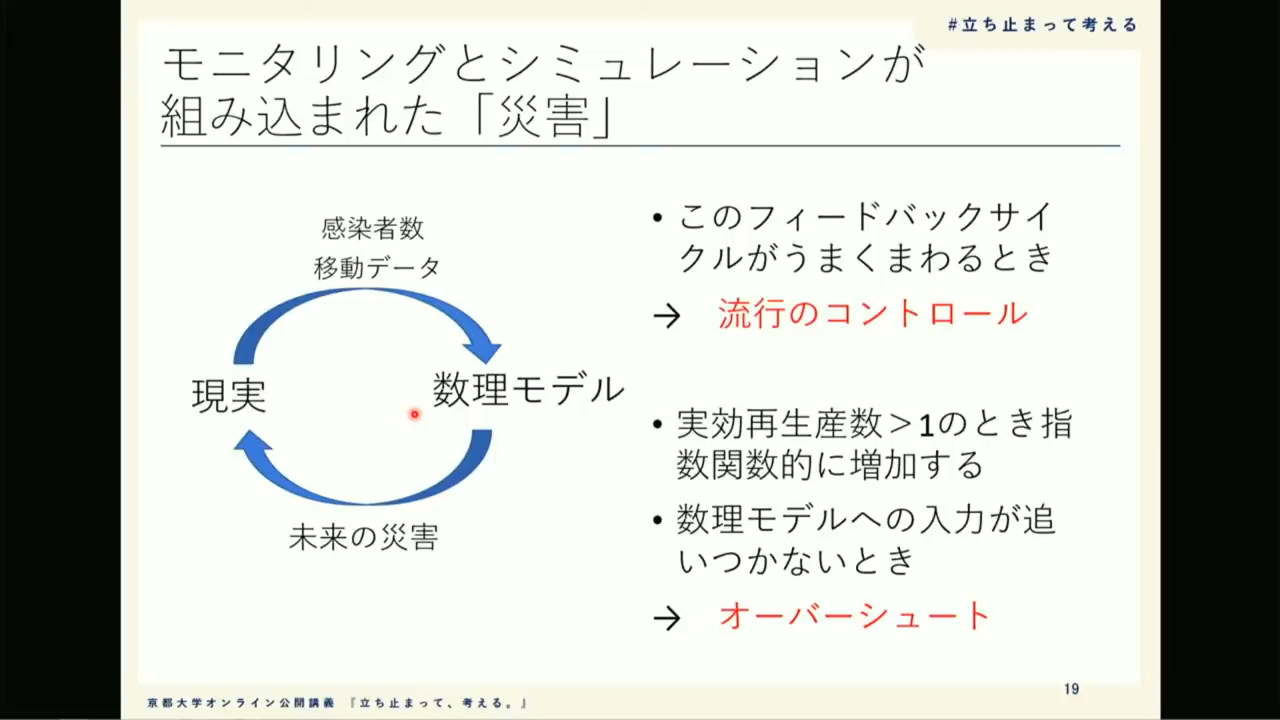 #立ち止まって考える
モニタリングとシミュレーションが
組み込まれた「災害」
感染者数
移動データ
現実
数理モデル
未来の災害
• このフィードバックサイ
クルがうまくまわるとき
→ 流行のコントロール
• 実効再生産数＞1のとき指
数関数的に増加する
• 数理モデルへの入力が追
いつかないとき
→ オーバーシュート
京都大学オンライン公開講義 『立ち止まって、考える。』
19